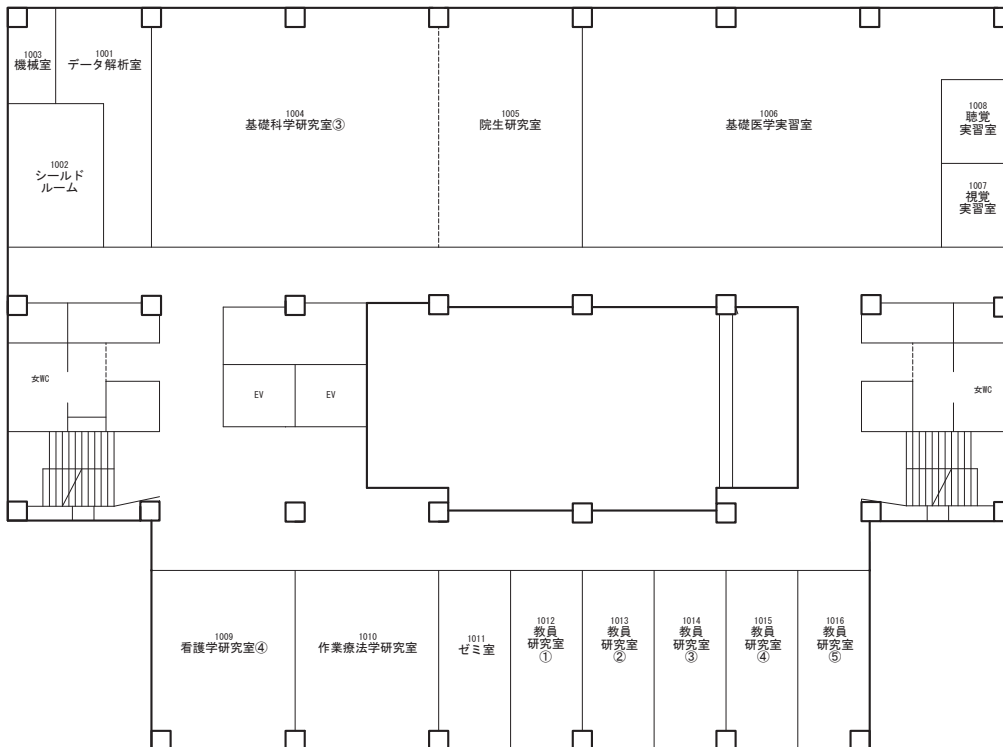 1003
機械室
1001
データ解析室
1004
基礎科学研究室③
1005
院生研究室
1006
基礎医学実習室
1008
聴覚
実習室
1002
シールド
ルーム
1007
視覚
実習室
女WC
EV
EV
女WC
1009
看護学研究室④
1010
作業療法学研究室
1011
ゼミ室
1012
教員
研究室
①
1013
教員
研究室
②
1014
教員
研究室
③
1015
教員
研究室
④
1016
教員
研究室
⑤